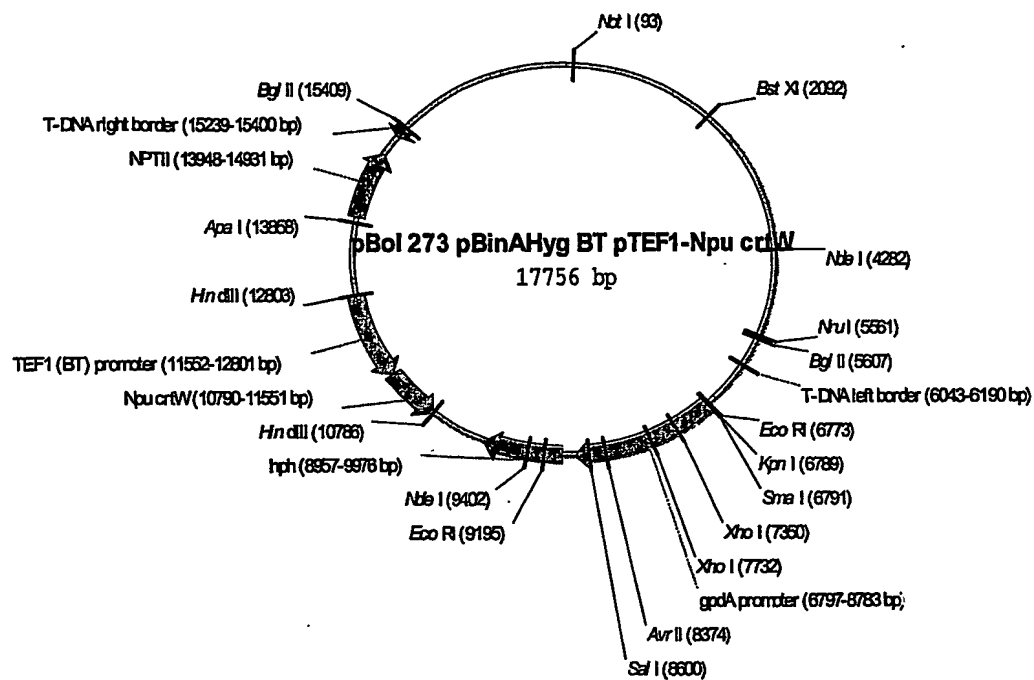 Not I (93)
Bst XI (2092)
Bgl II (15409)
T-DNA right border (15239-15400 bp)
NPTII (13948-14931 bp)
Apa I (13868)
pBol 273 pBinAHyg BT pTEF1-Npu crtW
17756 bp
Nde I (4282)
Hin dIII (12803)
Nru I (5561)
Bgl II (5607)
TEF1 (BT) promoter (11552-12801 bp)
T-DNA left border (6043-6190 bp)
Npu crtW (10790-11551 bp)
Eco RI (6773)
Hin dIII (10786)
Kpn I (6789)
hph (8957-9976 bp)
Sma I (6791)
Nde I (9402)
Xho I (7360)
Eco RI (9195)
Xho I (7732)
gpdA promoter (6797-8783 bp)
Avr II (8374)
Sal I (8600)